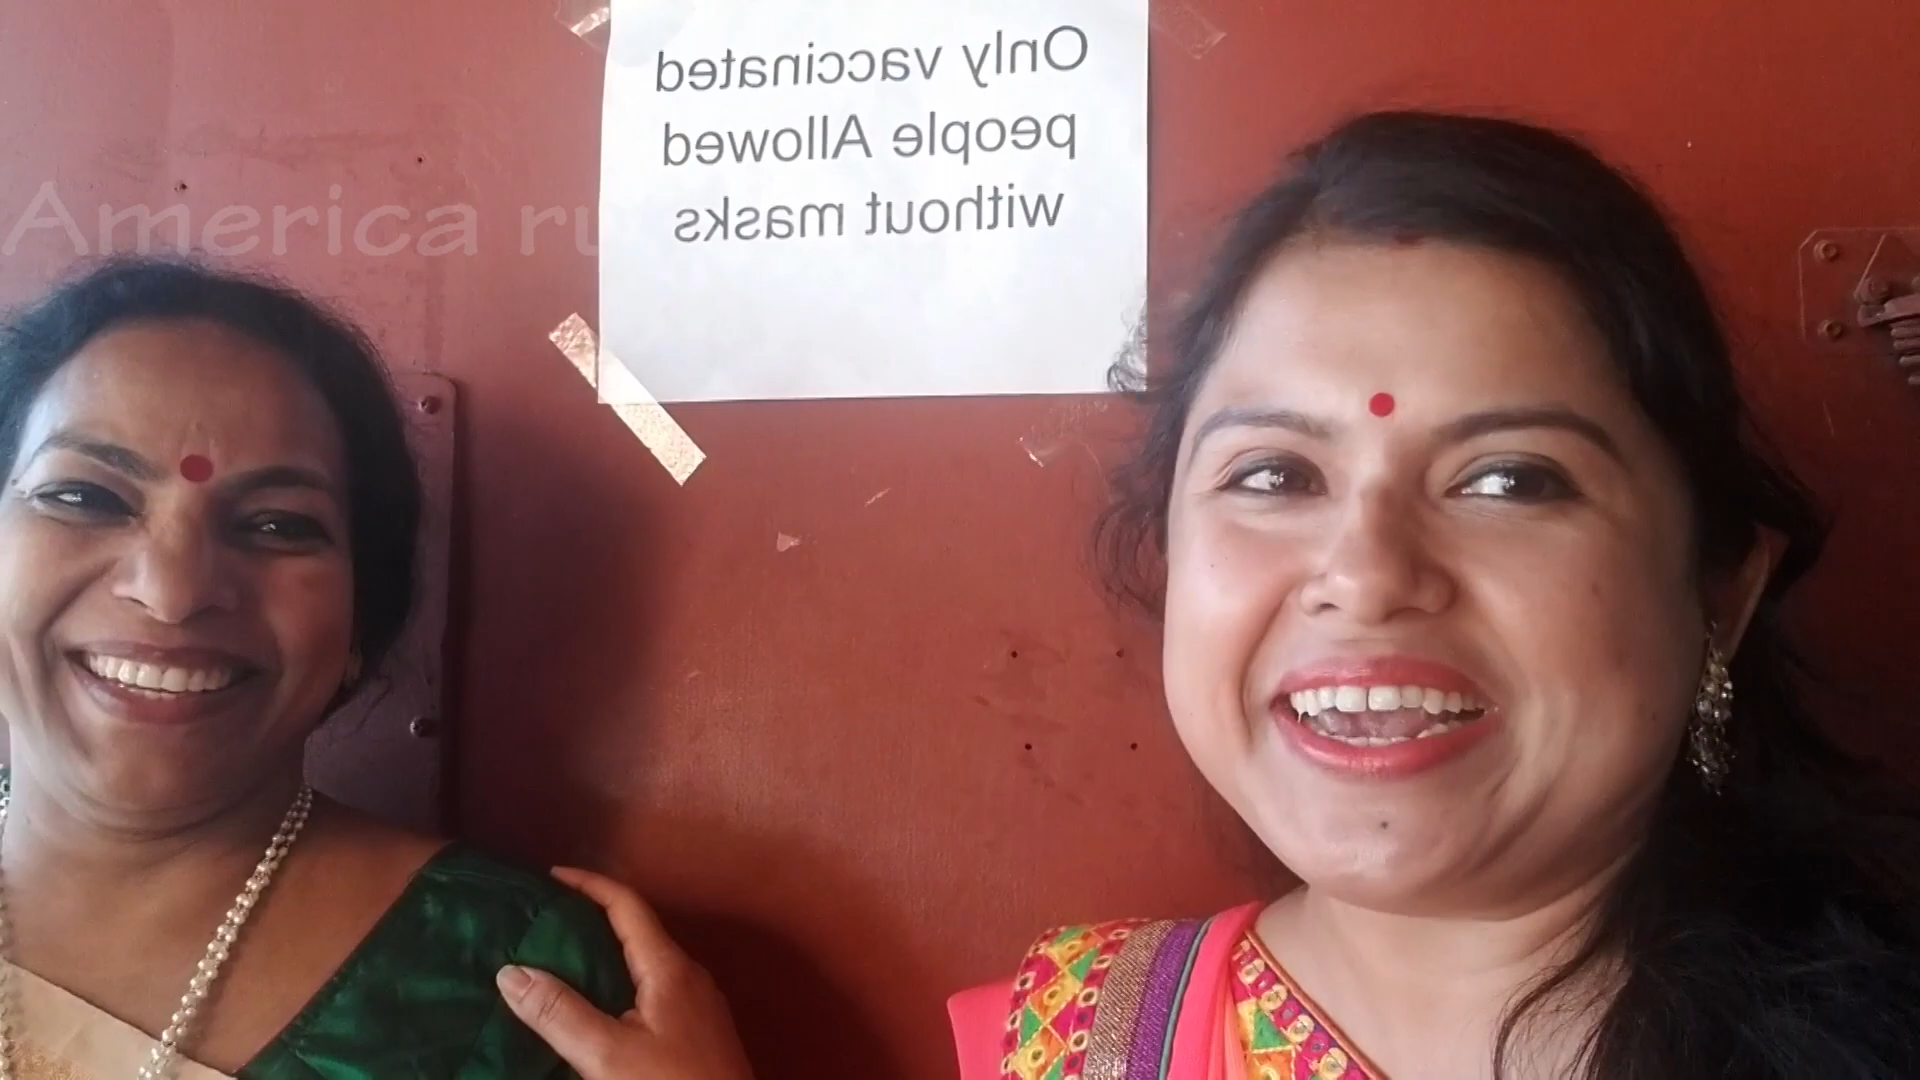 Only vaccinated
people Allowed
without masks
America